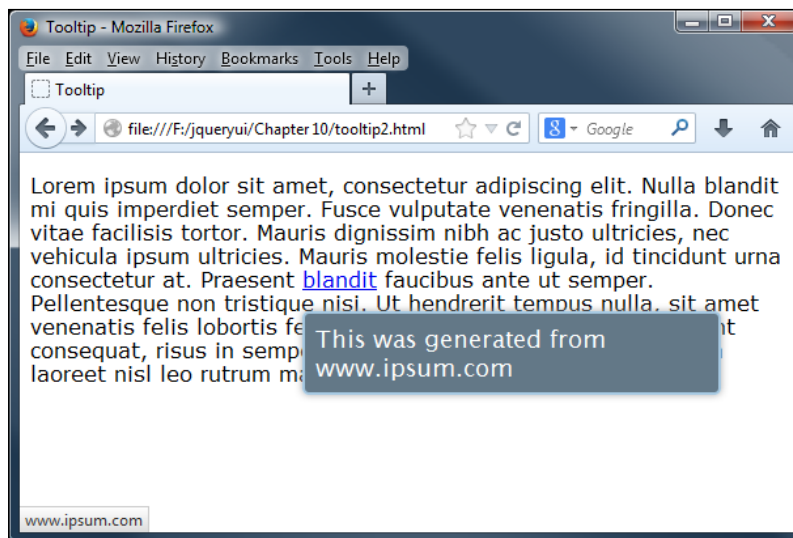 Tooltip - Mozilla Firefox
File Edit View History Bookmarks Tools Help
Tooltip
file:///F:/jqueryui/Chapter 10/tooltip2.html
8 Google
Lorem ipsum dolor sit amet, consectetur adipiscing elit. Nulla blandit
mi quis imperdiet semper. Fusce vulputate venenatis fringilla. Donec
vitae facilisis tortor. Mauris dignissim nibh ac justo ultricies, nec
vehicula ipsum ultricies. Mauris molestie felis ligula, id tincidunt urna
consectetur at. Praesent blandit faucibus ante ut semper.
Pellentesque non tristique nisi. Ut hendrerit tempus nulla, sit amet
venenatis felis lobortis
consequat, risus in
laoreet nisl leo rutrum
This was generated from
www.ipsum.com
www.ipsum.com